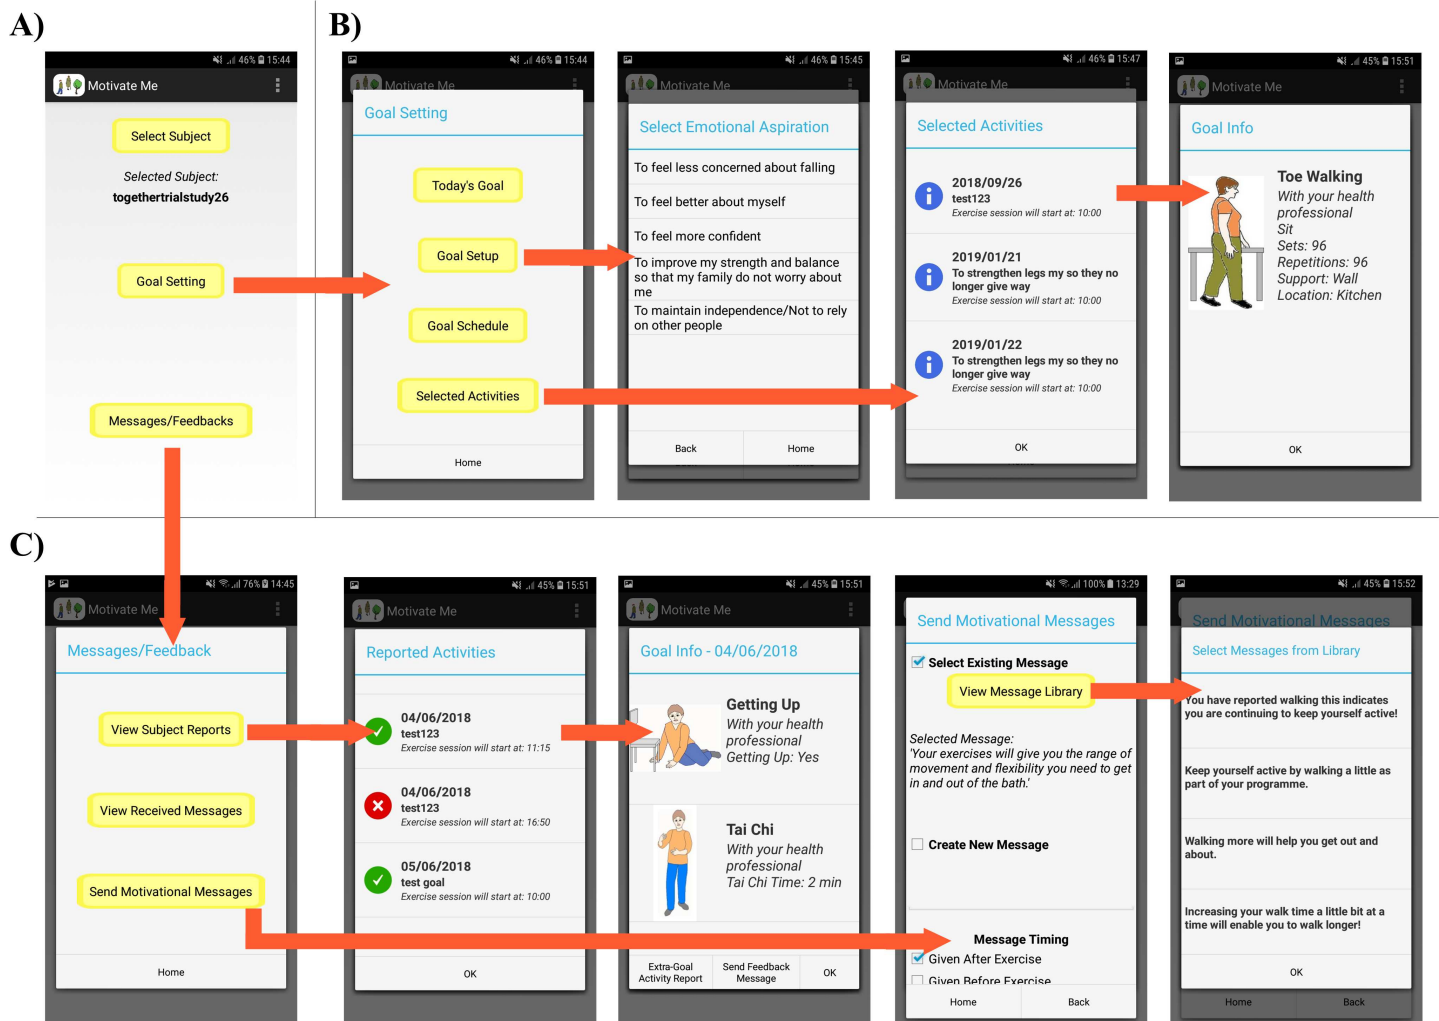 A)
B)
46% 15:44
Motivate Me
Select Subject
Selected Subject:
togethertrialstudy26
Goal Setting
Messages/Feedbacks
46% 15:44
Motivate Me
Goal Setting
Today's Goal
Goal Setup
Goal Schedule
Selected Activities
Home
46% 15:45
Motivate Me
Select Emotional Aspiration
To feel less concerned about falling
To feel better about myself
To feel more confident
To improve my strength and balance
so that my family do not worry about
me
To maintain independence/Not to rely
on other people
Back
Home
46% 15:47
Motivate Me
Selected Activities
2018/09/26
test123
Exercise session will start at: 10:00
2019/01/21
To strengthen legs my so they no
longer give way
Exercise session will start at: 10:00
2019/01/22
To strengthen legs my so they no
longer give way
Exercise session will start at: 10:00
OK
45% 15:51
Motivate Me
Goal Info
Toe Walking
With your health
professional
Sit
Sets: 96
Repetitions: 96
Support: Wall
Location: Kitchen
OK
C)
76% 14:45
Motivate Me
Messages/Feedback
View Subject Reports
View Received Messages
Send Motivational Messages
Home
45% 15:51
Motivate Me
Reported Activities
04/06/2018
test123
Exercise session will start at: 11:15
04/06/2018
test123
Exercise session will start at: 16:50
05/06/2018
test goal
Exercise session will start at: 10:00
OK
45% 15:51
Motivate Me
Goal Info - 04/06/2018
Getting Up
With your health
professional
Getting Up: Yes
Tai Chi
With your health
professional
Tai Chi Time: 2 min
Extra-Goal
Activity Report
Send Feedback
Message
OK
100% 13:29
Send Motivational Messages
Select Existing Message
View Message Library
Selected Message:
'Your exercises will give you the range of
movement and flexibility you need to get
in and out of the bath.'
Create New Message
Message Timing
Given After Exercise
Given Before Exercise
Home
Back
45% 15:52
Send Motivational Messages
Select Messages from Library
You have reported walking this indicates
you are continuing to keep yourself active!
Keep yourself active by walking a little as
part of your programme.
Walking more will help you get out and
about.
Increasing your walk time a little bit at a
time will enable you to walk longer!
OK
Home
Back